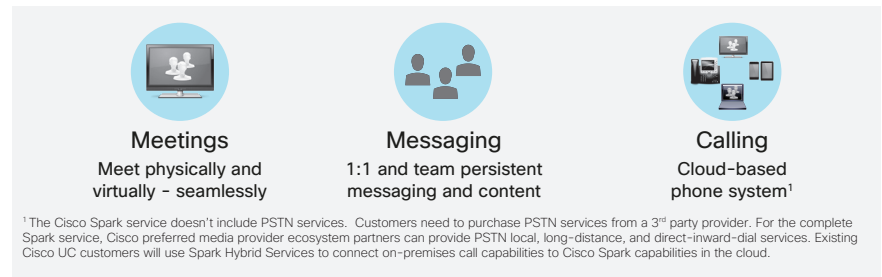 Meetings
Meet physically and
virtually - seamlessly
Messaging
1:1 and team persistent
messaging and content
Calling
Cloud-based
phone system¹
¹ The Cisco Spark service doesn't include PSTN services. Customers need to purchase PSTN services from a 3rd party provider. For the complete
Spark service, Cisco preferred media provider ecosystem partners can provide PSTN local, long-distance, and direct-inward-dial services. Existing
Cisco UC customers will use Spark Hybrid Services to connect on-premises call capabilities to Cisco Spark capabilities in the cloud.